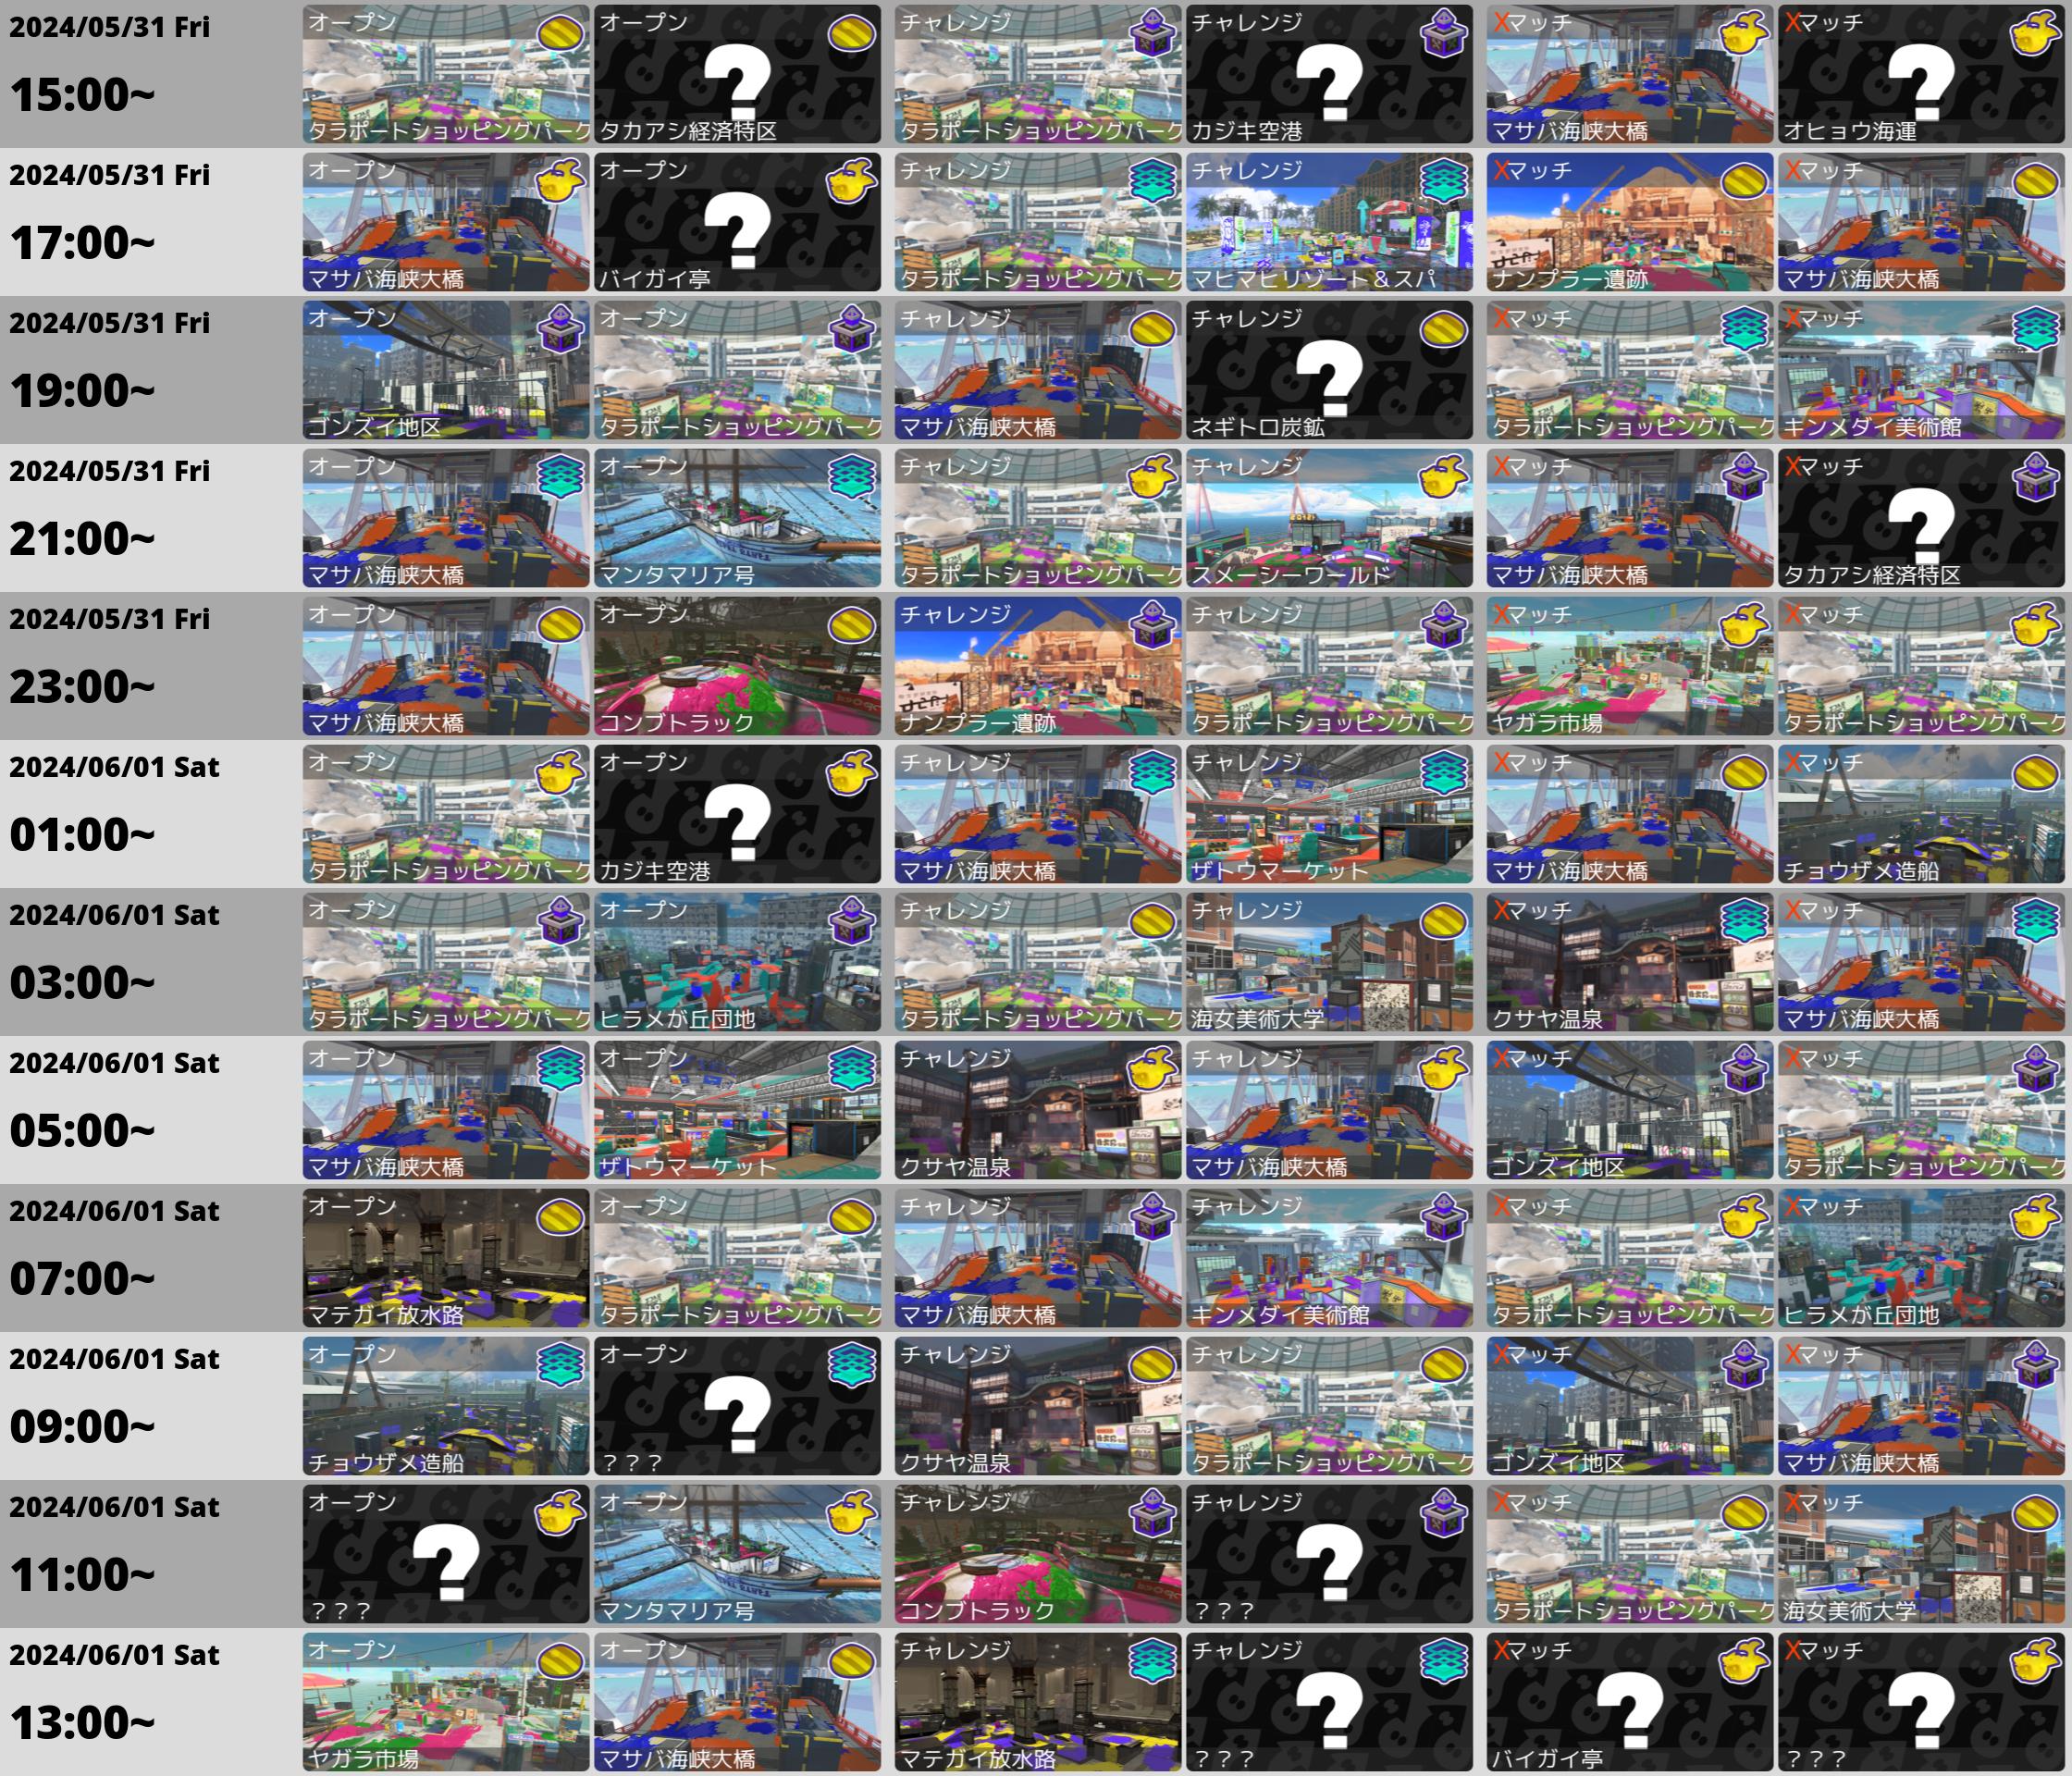 2024/05/31 Fri
15:00~
オープン
タラポートショッピングパーク
オープン
タカアシ経済特区
チャレンジ
タラポートショッピングパーク
チャレンジ
カジキ空港
Xマッチ
マサバ海峡大橋
Xマッチ
オヒョウ海運
2024/05/31 Fri
17:00~
オープン
マサバ海峡大橋
オープン
バイガイ亭
チャレンジ
タラポートショッピングパーク
チャレンジ
マヒマヒリゾート＆スパ
Xマッチ
ナンプラー遺跡
Xマッチ
マサバ海峡大橋
2024/05/31 Fri
19:00~
オープン
ゴンズイ地区
オープン
タラポートショッピングパーク
チャレンジ
マサバ海峡大橋
チャレンジ
ネギトロ炭鉱
Xマッチ
タラポートショッピングパーク
Xマッチ
キンメダイ美術館
2024/05/31 Fri
21:00~
オープン
マサバ海峡大橋
オープン
マンタマリア号
チャレンジ
タラポートショッピングパーク
チャレンジ
スメーシーワールド
Xマッチ
マサバ海峡大橋
Xマッチ
タカアシ経済特区
2024/05/31 Fri
23:00~
オープン
マサバ海峡大橋
オープン
コンブトラック
チャレンジ
ナンプラー遺跡
チャレンジ
タラポートショッピングパーク
Xマッチ
ヤガラ市場
Xマッチ
タラポートショッピングパーク
2024/06/01 Sat
01:00~
オープン
タラポートショッピングパーク
オープン
カジキ空港
チャレンジ
マサバ海峡大橋
チャレンジ
ザトウマーケット
Xマッチ
マサバ海峡大橋
Xマッチ
チョウザメ造船
2024/06/01 Sat
03:00~
オープン
タラポートショッピングパーク
オープン
ヒラメが丘団地
チャレンジ
タラポートショッピングパーク
チャレンジ
海女美術大学
Xマッチ
クサヤ温泉
Xマッチ
マサバ海峡大橋
2024/06/01 Sat
05:00~
オープン
マサバ海峡大橋
オープン
ザトウマーケット
チャレンジ
クサヤ温泉
チャレンジ
マサバ海峡大橋
Xマッチ
ゴンズイ地区
Xマッチ
タラポートショッピングパーク
2024/06/01 Sat
07:00~
オープン
マテガイ放水路
オープン
タラポートショッピングパーク
チャレンジ
マサバ海峡大橋
チャレンジ
キンメダイ美術館
Xマッチ
タラポートショッピングパーク
Xマッチ
ヒラメが丘団地
2024/06/01 Sat
09:00~
オープン
チョウザメ造船
オープン
？？？
チャレンジ
クサヤ温泉
チャレンジ
タラポートショッピングパーク
Xマッチ
ゴンズイ地区
Xマッチ
マサバ海峡大橋
2024/06/01 Sat
11:00~
オープン
？？？
オープン
マンタマリア号
チャレンジ
コンブトラック
チャレンジ
？？？
Xマッチ
タラポートショッピングパーク
Xマッチ
海女美術大学
2024/06/01 Sat
13:00~
オープン
ヤガラ市場
オープン
マサバ海峡大橋
チャレンジ
マテガイ放水路
チャレンジ
？？？
Xマッチ
バイガイ亭
Xマッチ
？？？